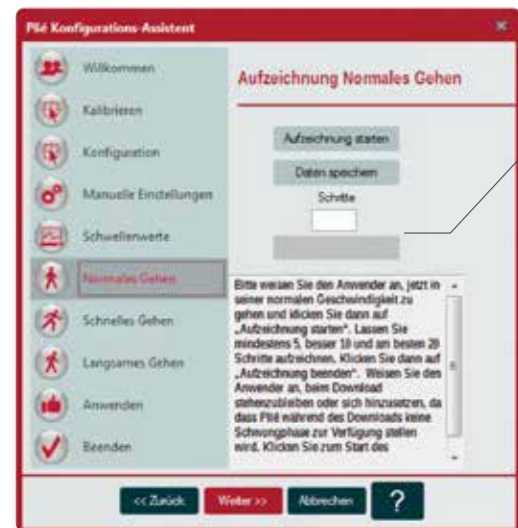 Plié Konfigurations-Assistent
Willkommen
Kalibrieren
Konfiguration
Manuelle Einstellungen
Schwellenwerte
Normales Gehen
Schnelles Gehen
Langsames Gehen
Anwenden
Beenden
Aufzeichnung Normales Gehen
Aufzeichnung starten
Daten speichern
Schritte
Bitte weisen Sie den Anwender an, jetzt in
seiner normalen Geschwindigkeit zu
gehen und klicken Sie dann auf
„Aufzeichnung starten“. Lassen Sie
mindestens 5, besser 10 und am besten 20
Schritte aufzeichnen. Klicken Sie dann auf
„Aufzeichnung beenden“. Weisen Sie den
Anwender an, beim Download
stehenzubleiben oder sich hinzusetzen, da
dass Plié während des Downloads keine
Schwungphase zur Verfügung stellen
wird. Klicken Sie zum Start des
<< Zurück
Weiter >>
Abbrechen
?